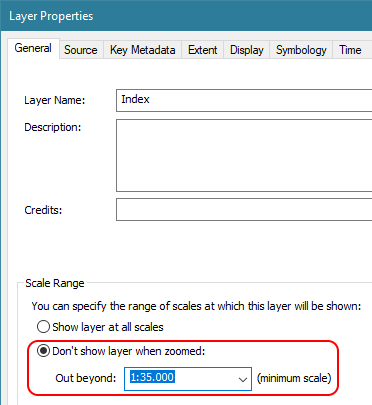 Layer Properties
General Source Key Metadata Extent Display Symbology Time
Layer Name: Index
Description:
Credits:
Scale Range
You can specify the range of scales at which this layer will be shown:
Show layer at all scales
Don't show layer when zoomed:
Out beyond: 1:35.000 (minimum scale)